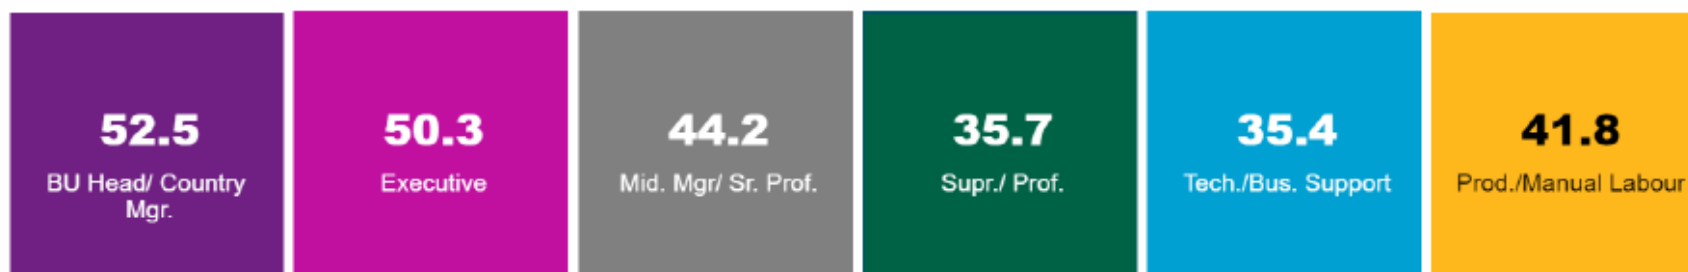 52.5
BU Head/ Country
Mgr.
50.3
Executive
44.2
Mid. Mgr/ Sr. Prof.
35.7
Supr./ Prof.
35.4
Tech./Bus. Support
41.8
Prod./Manual Labour